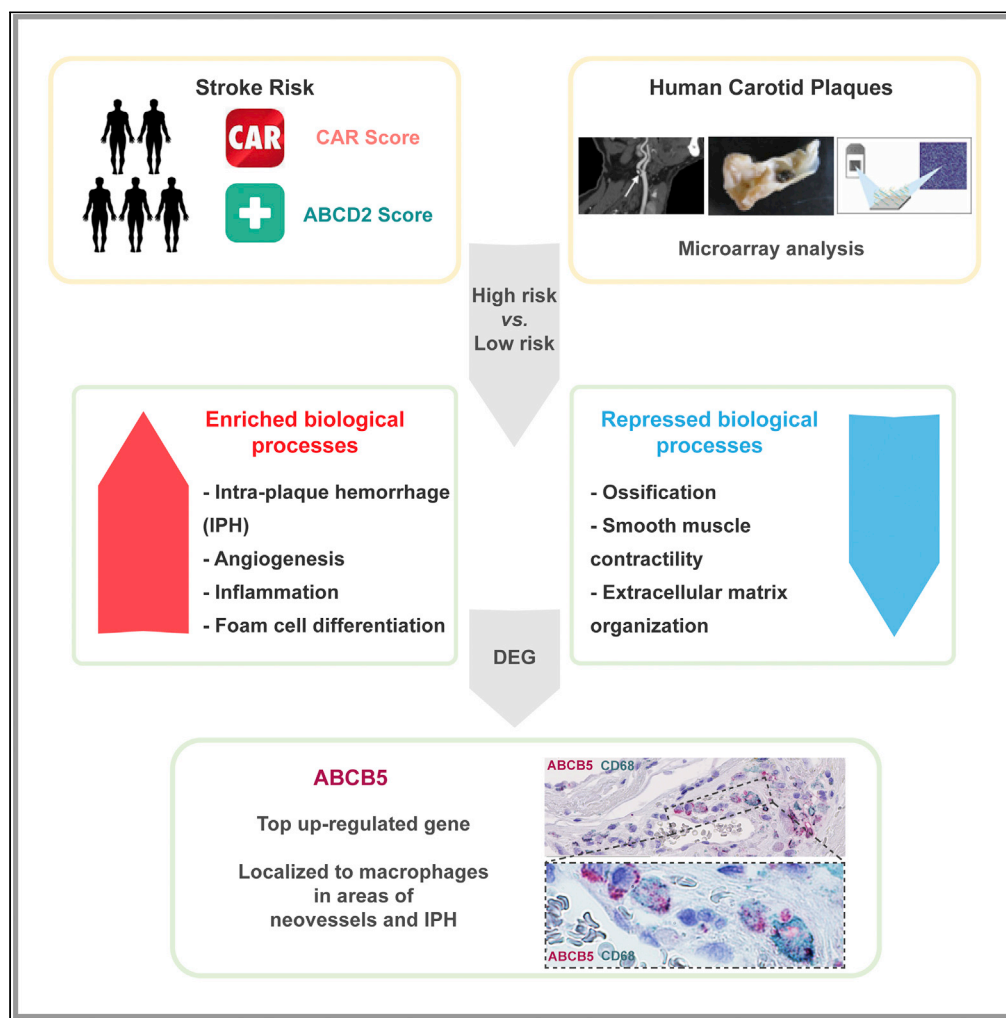 Stroke Risk
CAR
CAR Score
ABCD2 Score
Human Carotid Plaques
Microarray analysis
High risk
vs.
Low risk
Enriched biological
processes
- Intra-plaque hemorrhage
(IPH)
- Angiogenesis
- Inflammation
- Foam cell differentiation
Repressed biological
processes
- Ossification
- Smooth muscle
contractility
- Extracellular matrix
organization
DEG
ABCB5
Top up-regulated gene
Localized to macrophages
in areas of
neovessels and IPH
ABCB5 CD68
ABCB5 CD68